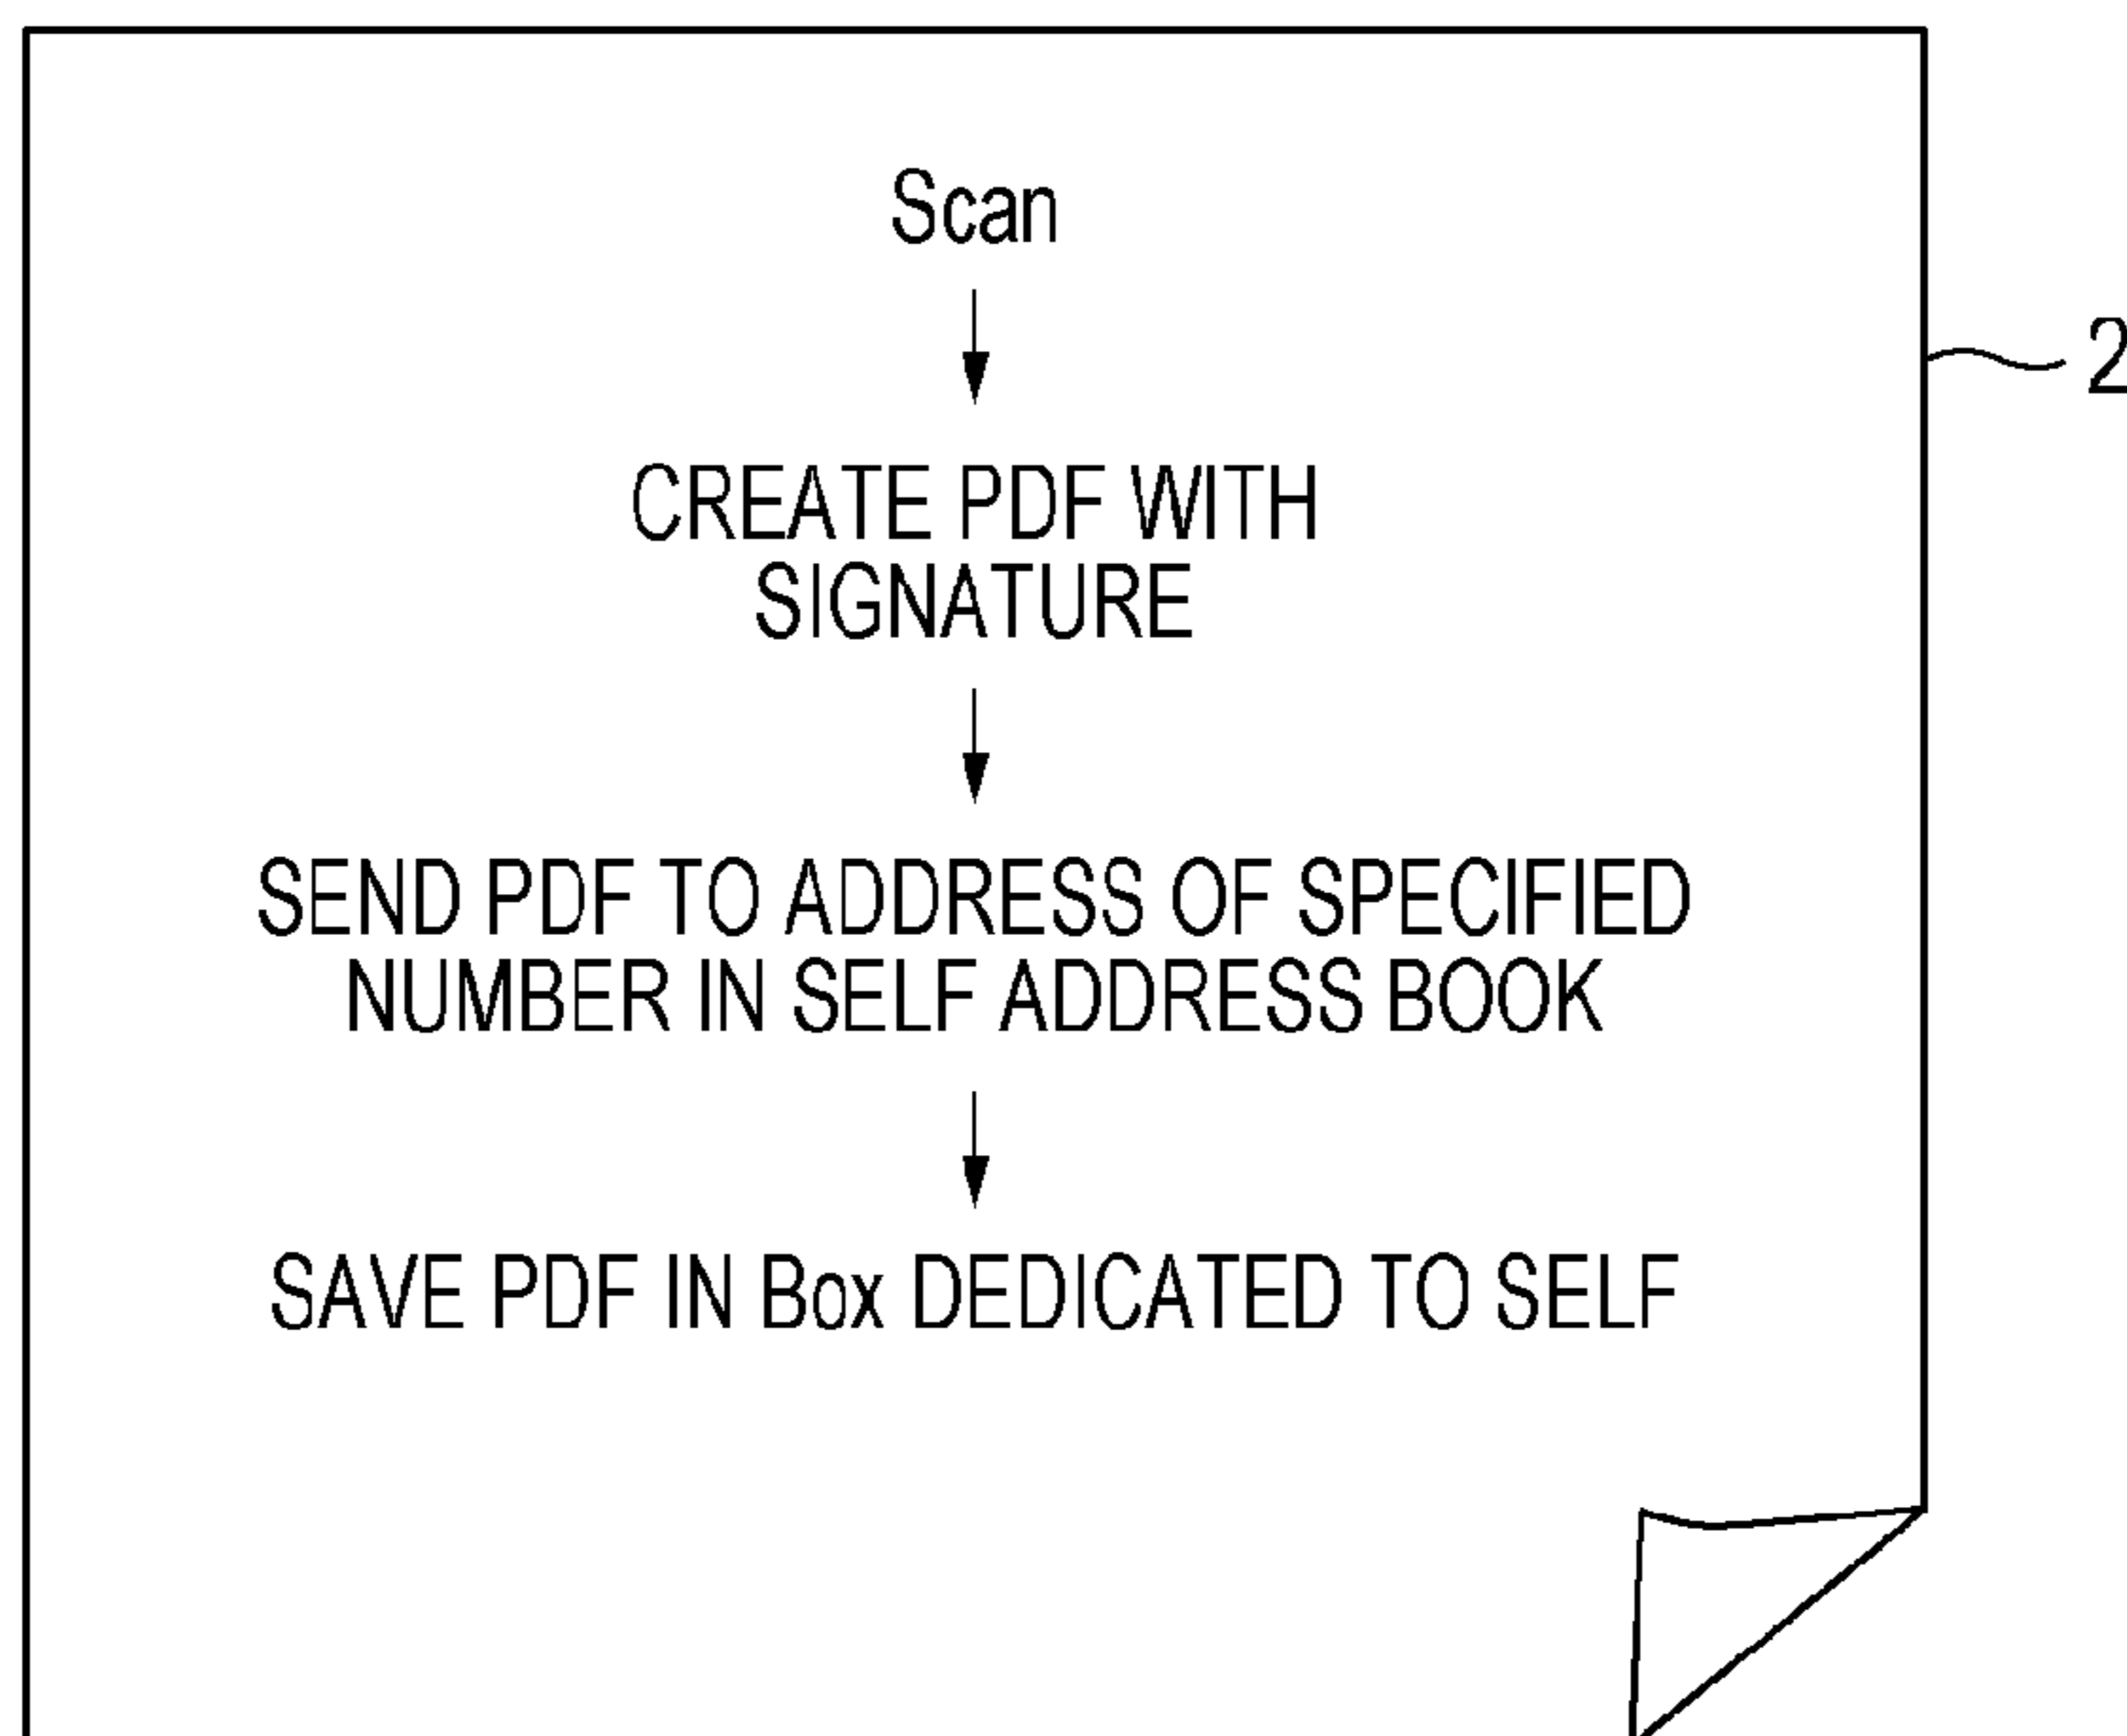 Scan
CREATE PDF WITH
SIGNATURE
SEND PDF TO ADDRESS OF SPECIFIED
NUMBER IN SELF ADDRESS BOOK
SAVE PDF IN Box DEDICATED TO SELF
2